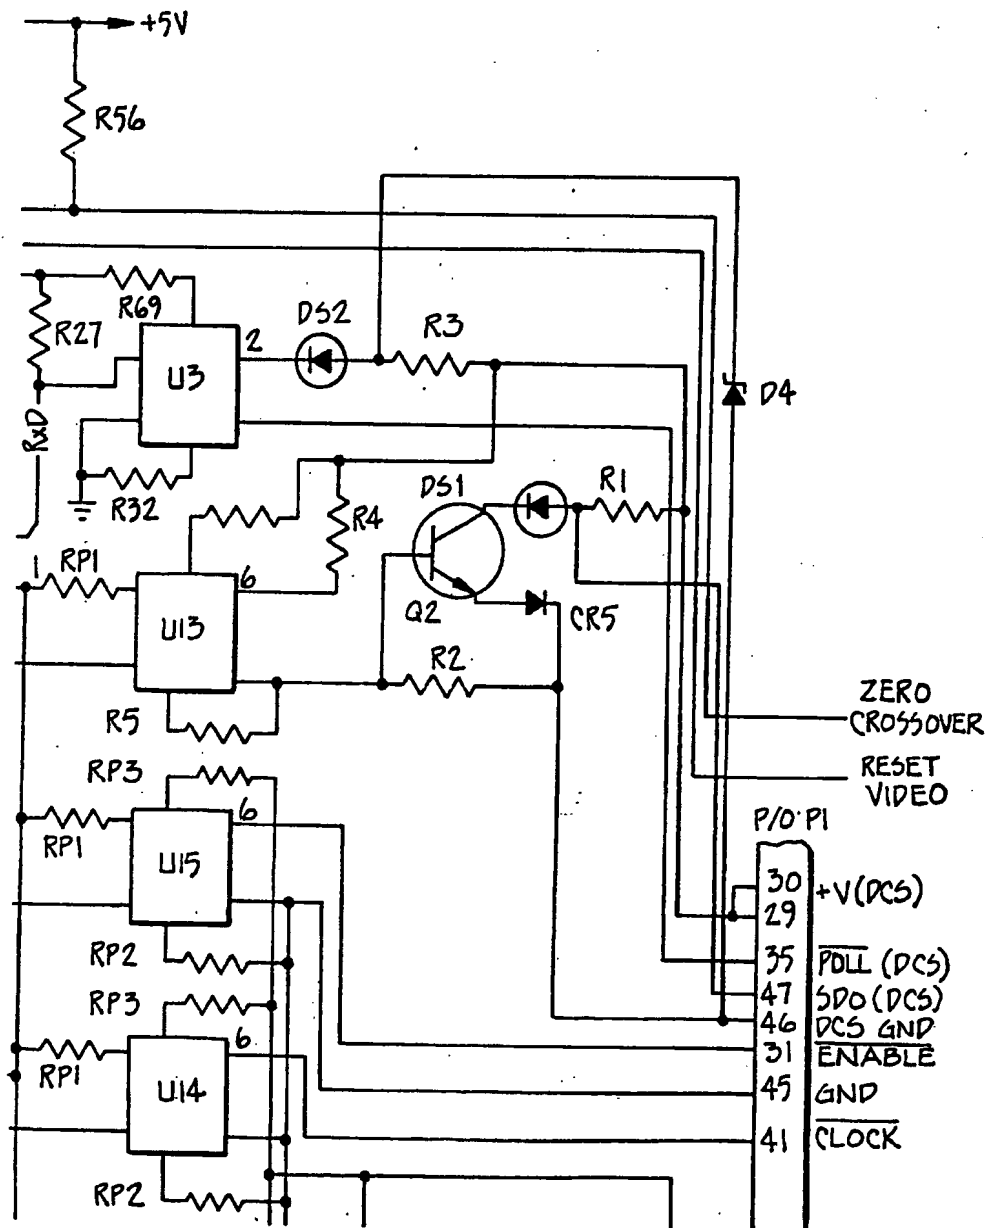 +5V
R56
R69
R27
DS2
R3
2
U3
D4
RxD
R32
DS1
R1
R4
1
RP1
6
U13
Q2
CR5
R2
R5
ZERO
CROSSOVER
RP3
RESET
VIDEO
6
P/O P1
RP1
U15
30
+V (DCS)
29
RP2
35 POLL (DCS)
RP3
47 SDO (DCS)
46 DCS GND
6
31 ENABLE
RP1
U14
45 GND
41 CLOCK
RP2